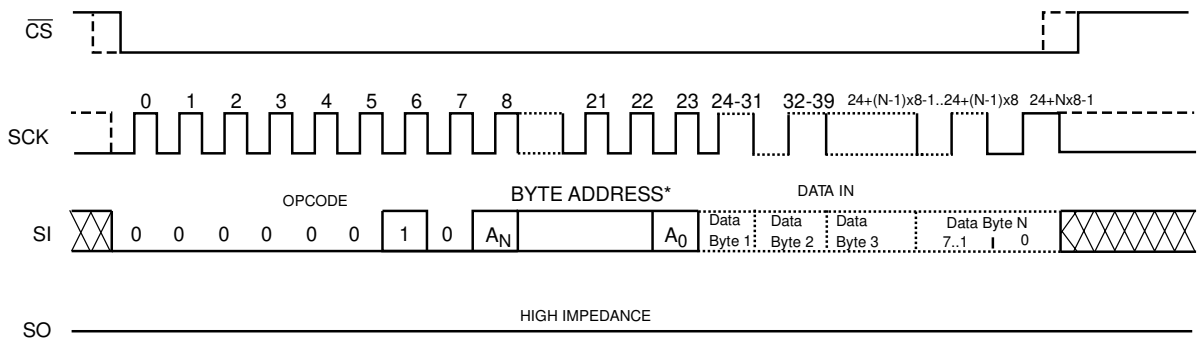 CS
0 1 2 3 4 5 6 7 8 21 22 23 24-31 32-39 24+(N-1)x8-1..24+(N-1)x8 24+Nx8-1
SCK
OPCODE BYTE ADDRESS* DATA IN
SI 0 0 0 0 0 0 1 0 AN A0 Data Byte 1 Data Byte 2 Data Byte 3 Data Byte N
7..1 0
HIGH IMPEDANCE
SO